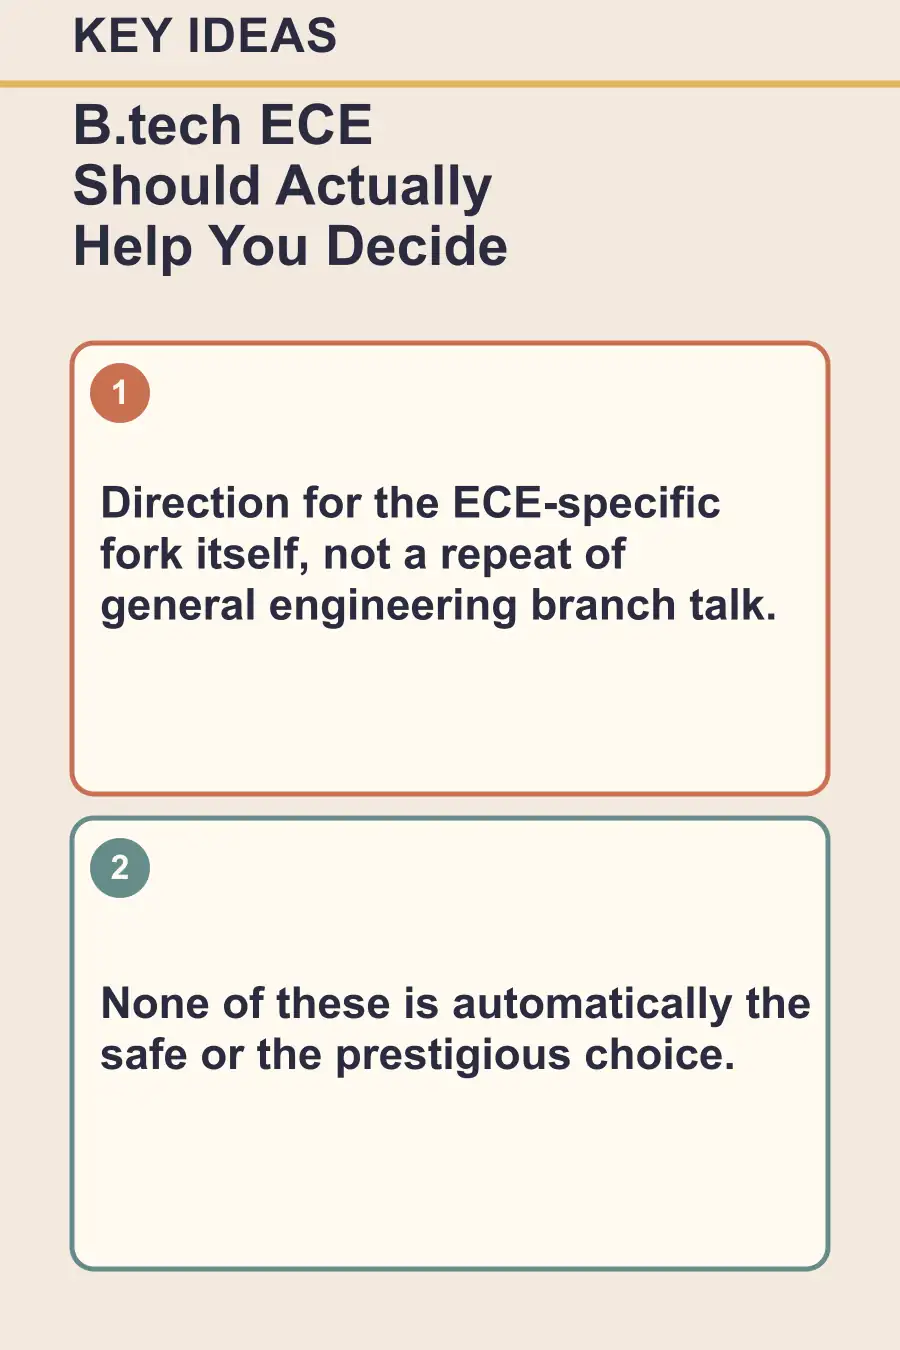 KEY IDEAS
B.tech ECE
Should Actually
Help You Decide
1
Direction for the ECE-specific
fork itself, not a repeat of
general engineering branch talk.
2
None of these is automatically the
safe or the prestigious choice.